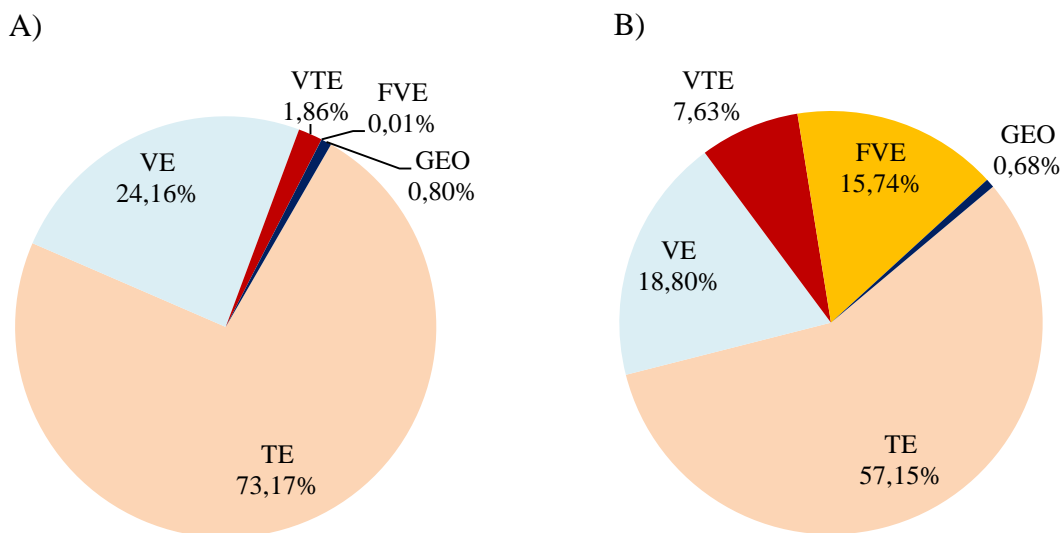 A)
VTE
1,86%
FVE
0,01%
GEO
0,80%
VE
24,16%
TE
73,17%
B)
VTE
7,63%
FVE
15,74%
GEO
0,68%
VE
18,80%
TE
57,15%